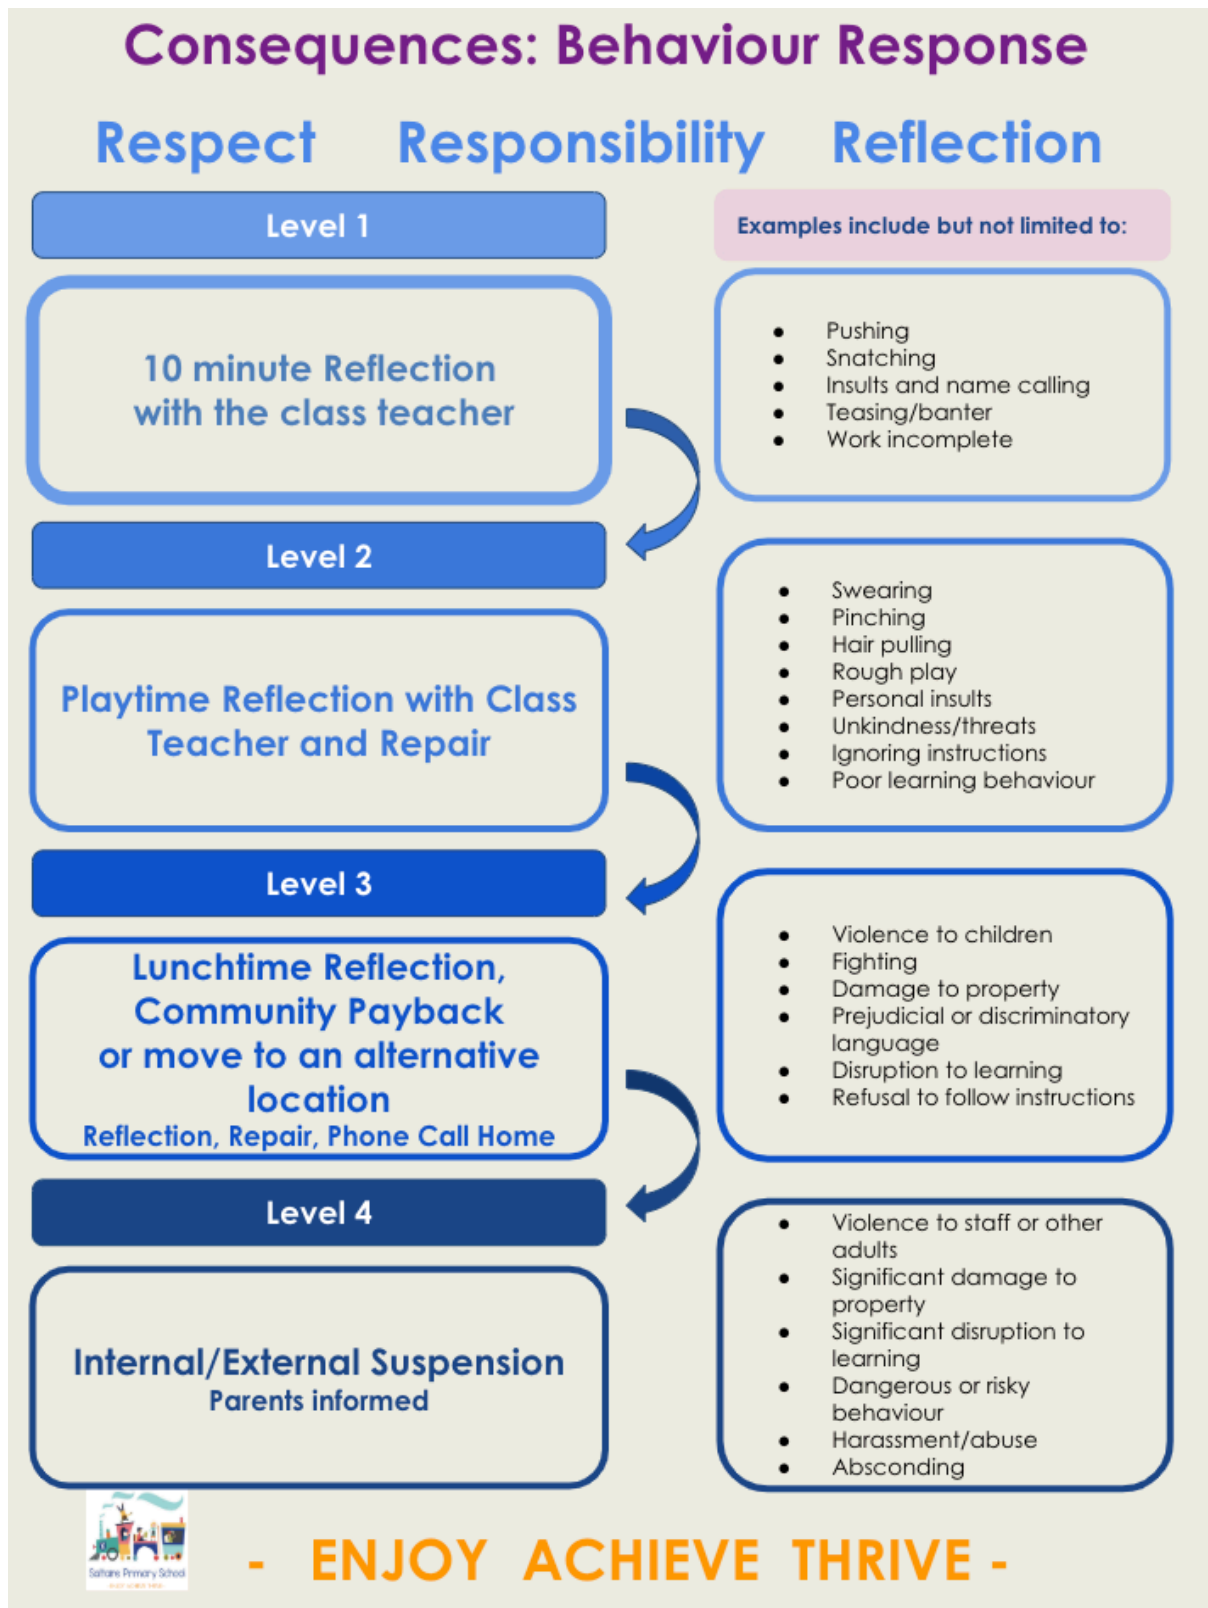 Consequences: Behaviour Response
Respect Responsibility Reflection
Level 1
Examples include but not limited to:
10 minute Reflection
with the class teacher
● Pushing
● Snatching
● Insults and name calling
● Teasing/banter
● Work incomplete
Level 2
Playtime Reflection with Class
Teacher and Repair
● Swearing
● Pinching
● Hair pulling
● Rough play
● Personal insults
● Unkindness/threats
● Ignoring instructions
● Poor learning behaviour
Level 3
Lunchtime Reflection,
Community Payback
or move to an alternative
location
Reflection, Repair, Phone Call Home
● Violence to children
● Fighting
● Damage to property
● Prejudicial or discriminatory
language
● Disruption to learning
● Refusal to follow instructions
Level 4
Internal/External Suspension
Parents informed
● Violence to staff or other
adults
● Significant damage to
property
● Significant disruption to
learning
● Dangerous or risky
behaviour
● Harassment/abuse
● Absconding
Saltaire Primary School
- ENJOY ACHIEVE THRIVE -